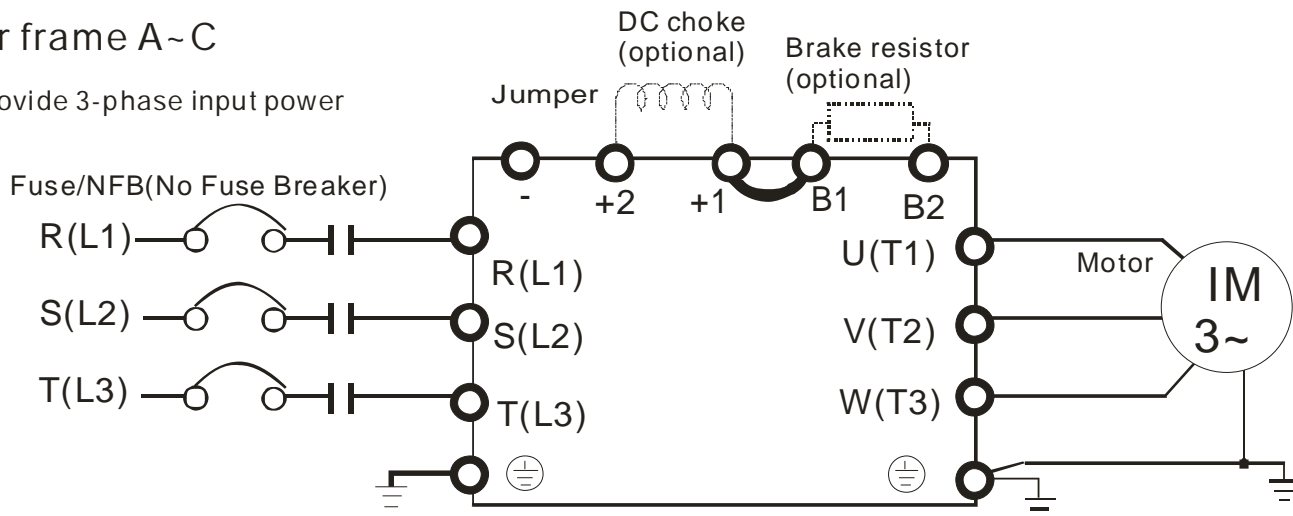 r frame A~C
ovide 3-phase input power
DC choke
(optional)
Brake resistor
(optional)
Jumper
Fuse/NFB(No Fuse Breaker)
- +2 +1 B1 B2
R(L1)
R(L1)
U(T1)
Motor
IM
3~
S(L2)
S(L2)
V(T2)
T(L3)
T(L3)
W(T3)